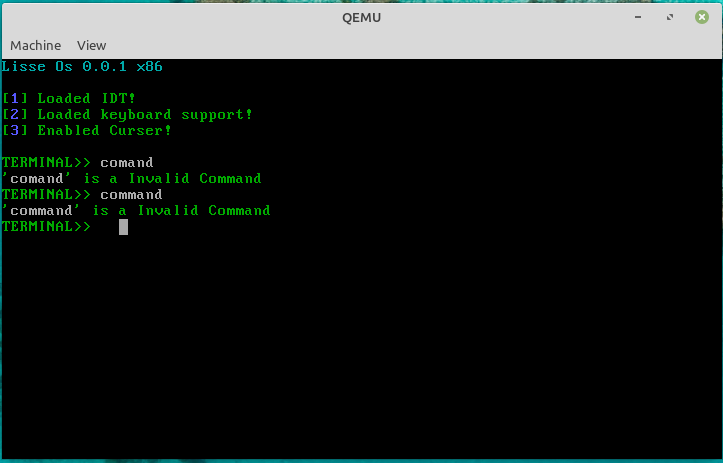 QEMU
Machine View
Lisse Os 0.0.1 x86
[1] Loaded IDT!
[2] Loaded keyboard support!
[3] Enabled Curser!
TERMINAL>> comand
'comand' is a Invalid Command
TERMINAL>> command
'command' is a Invalid Command
TERMINAL>>